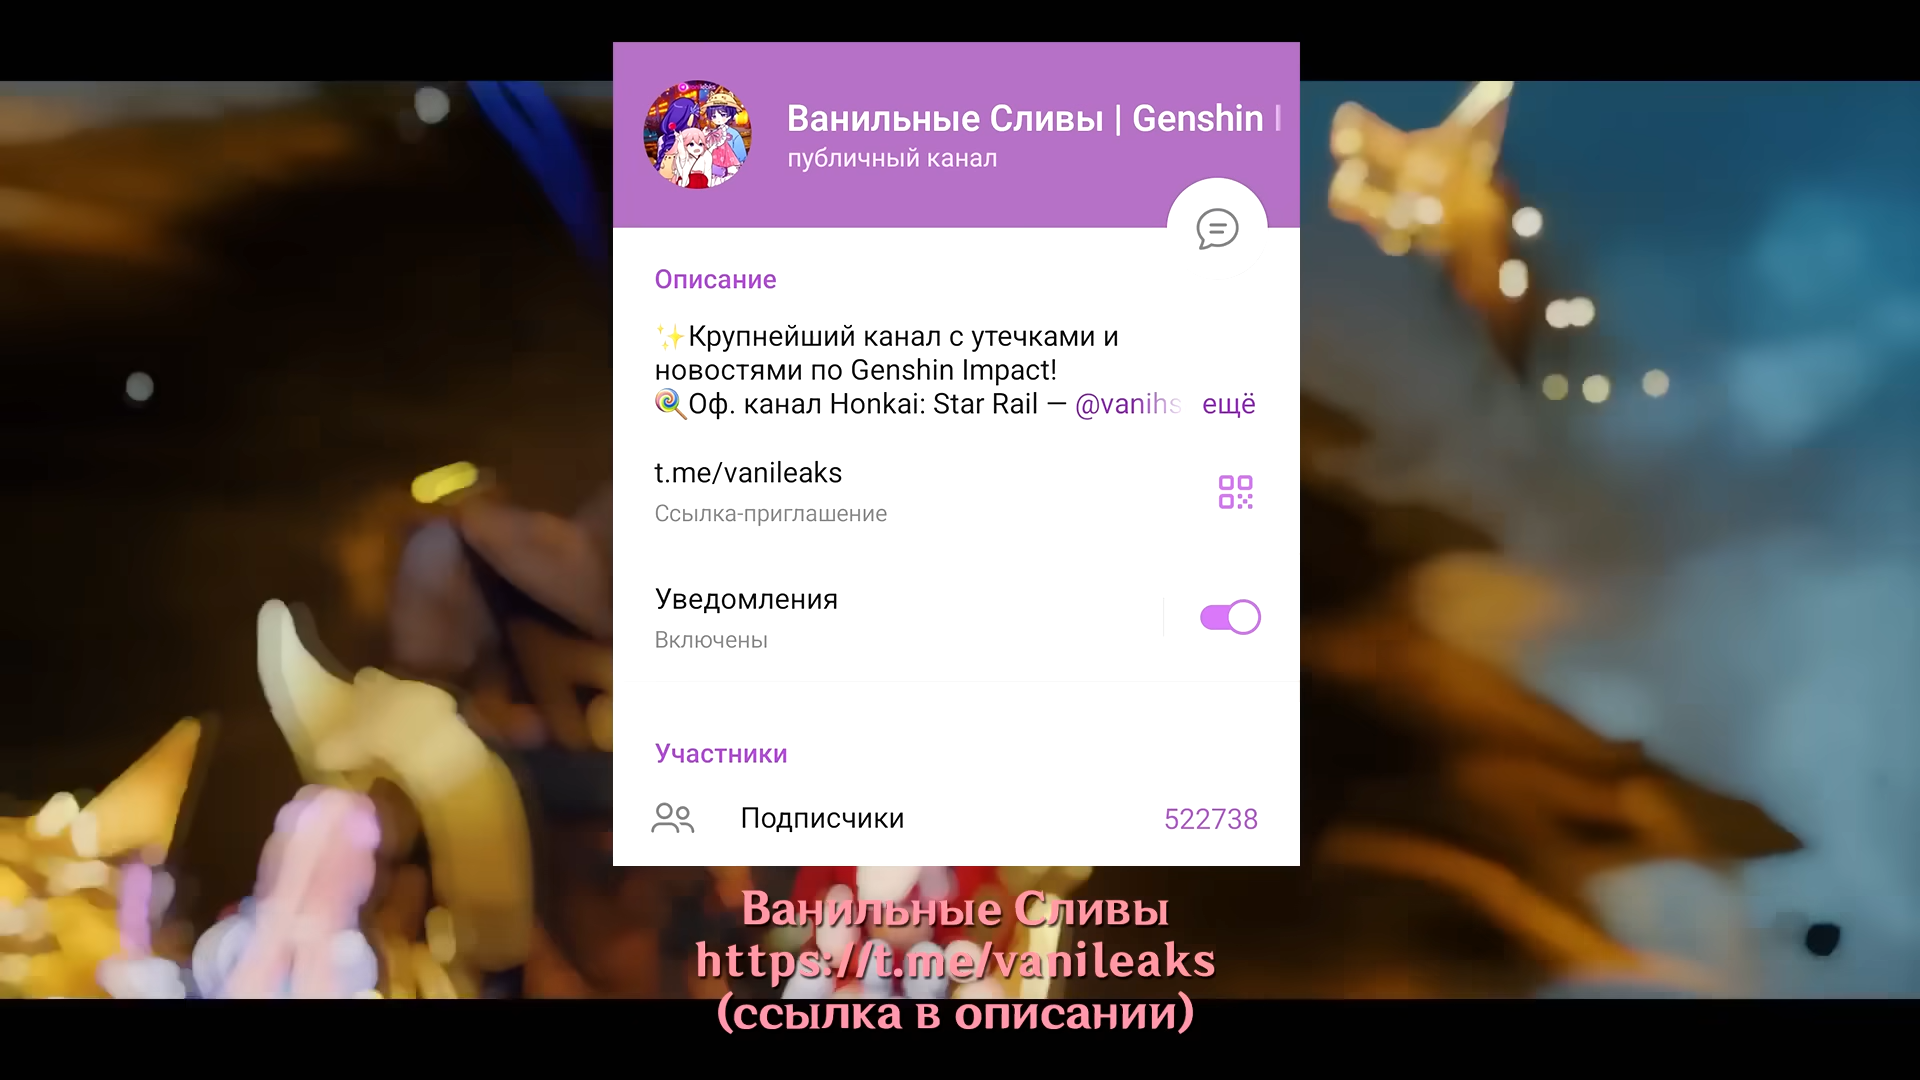 Ванильные Сливы | Genshin
публичный канал
Описание
✨Крупнейший канал с утечками и
новостями по Genshin Impact!
🍭Оф. канал Honkai: Star Rail — @vanihs ещё
t.me/vanileaks
Ссылка-приглашение
Уведомления
Включены
Участники
Подписчики 522738
Ванильные Сливы
https://t.me/vanileaks
(ссылка в описании)